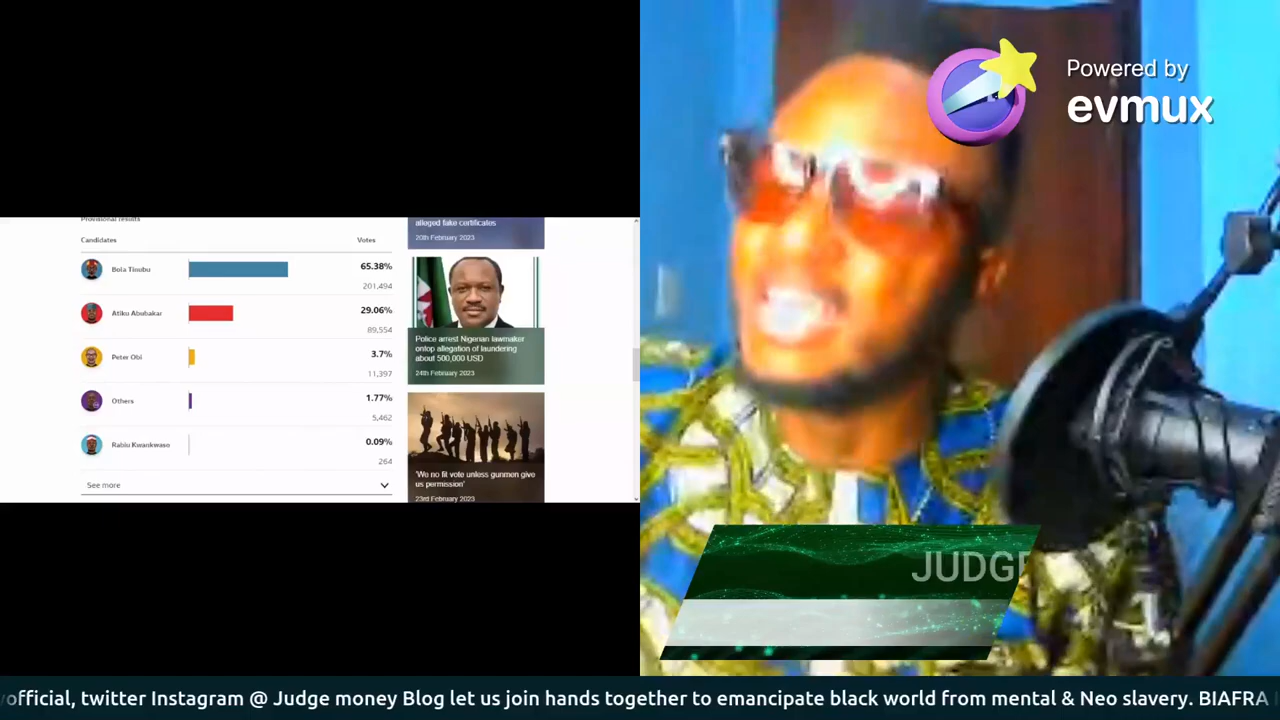 Provisional results
Candidates Votes
Bola Tinubu 65.38%
201,494
Atiku Abubakar 29.06%
89,554
Peter Obi 3.7%
11,397
Others 1.77%
5,462
Rabiu Kwankwaso 0.09%
264
See more
alleged fake certificates
20th February 2023
Police arrest Nigerian lawmaker
ontop allegation of laundering
about 500,000 USD
24th February 2023
'Wo no fit vote unless gunmen give
us permission'
23rd February 2023
Powered by
evmux
JUDGE
official, twitter Instagram @ Judge money Blog let us join hands together to emancipate black world from mental & Neo slavery. BIAFRA